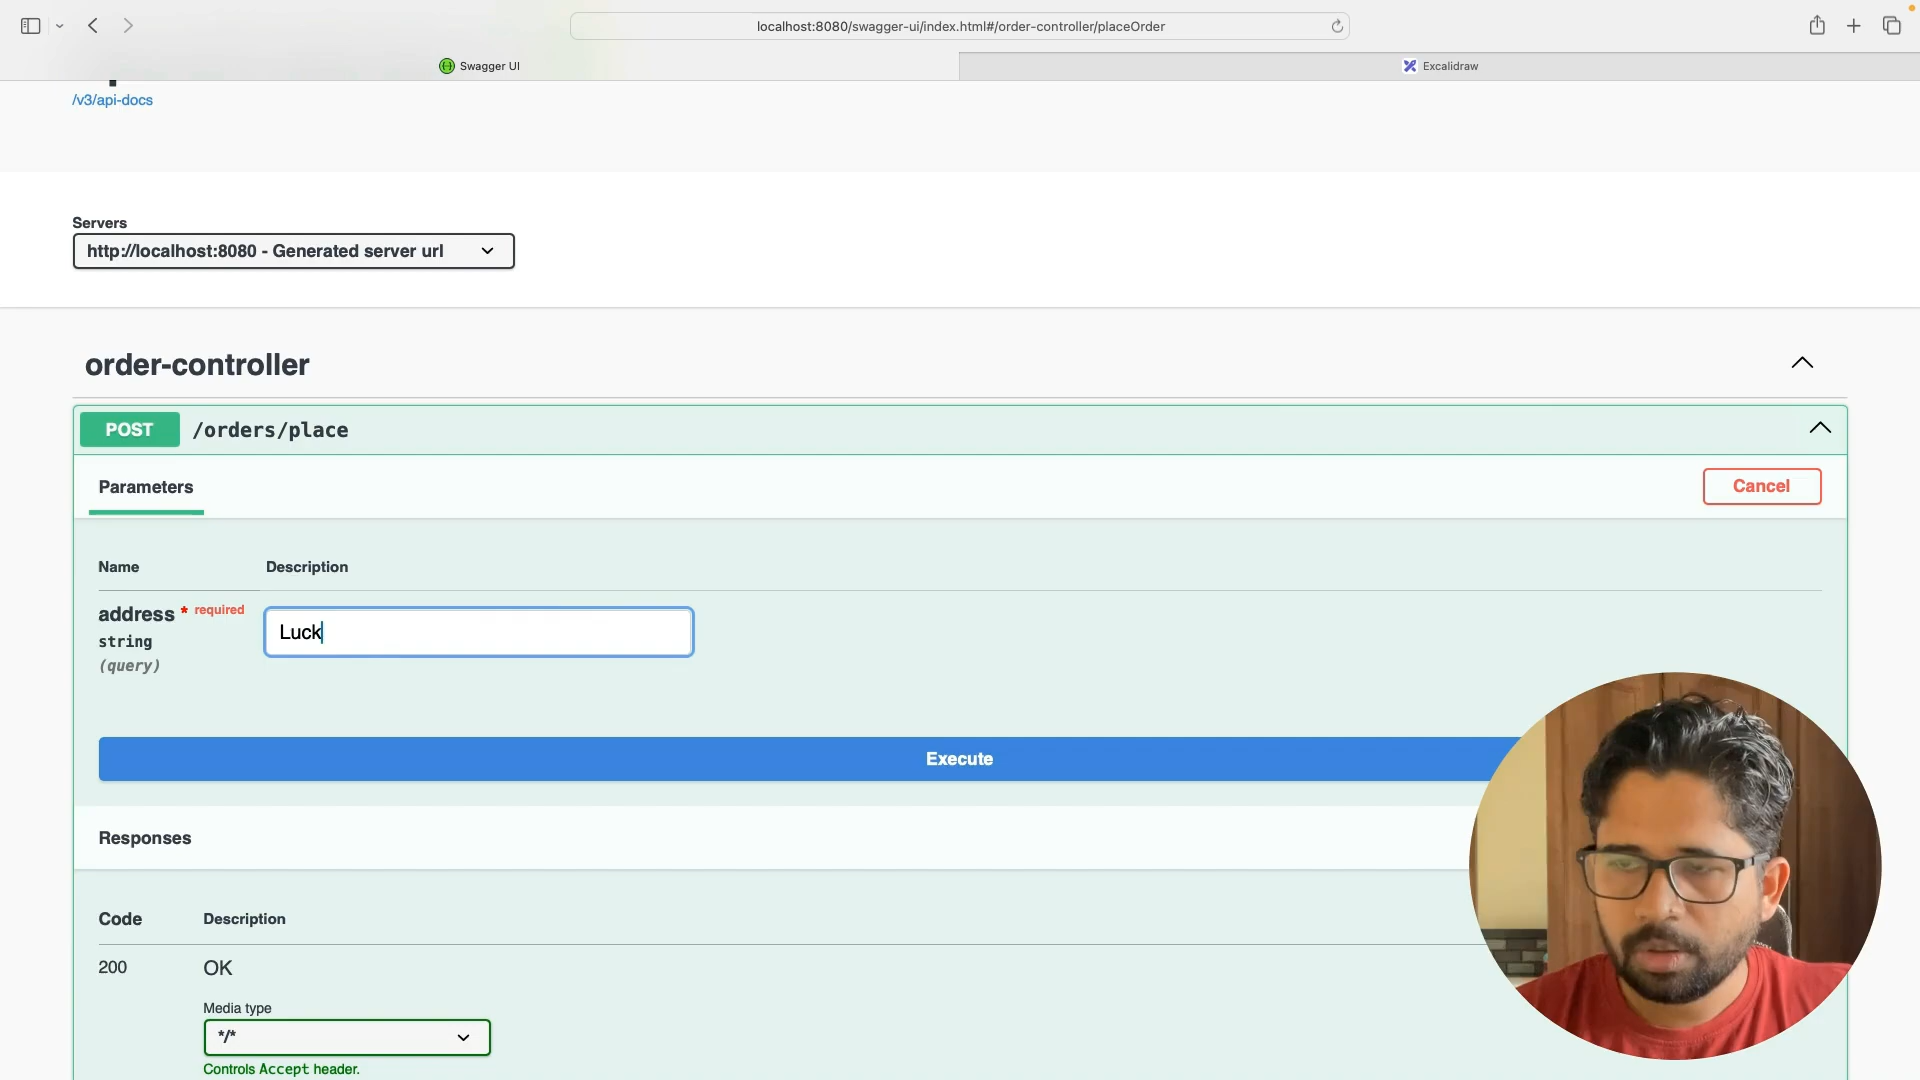 localhost:8080/swagger-ui/index.html#/order-controller/placeOrder
Swagger UI
Excalidraw
/v3/api-docs
Servers
http://localhost:8080 - Generated server url
order-controller
POST /orders/place
Parameters
Cancel
Name Description
address * required
string
(query)
Luck
Execute
Responses
Code Description
200 OK
Media type
*/*
Controls Accept header.